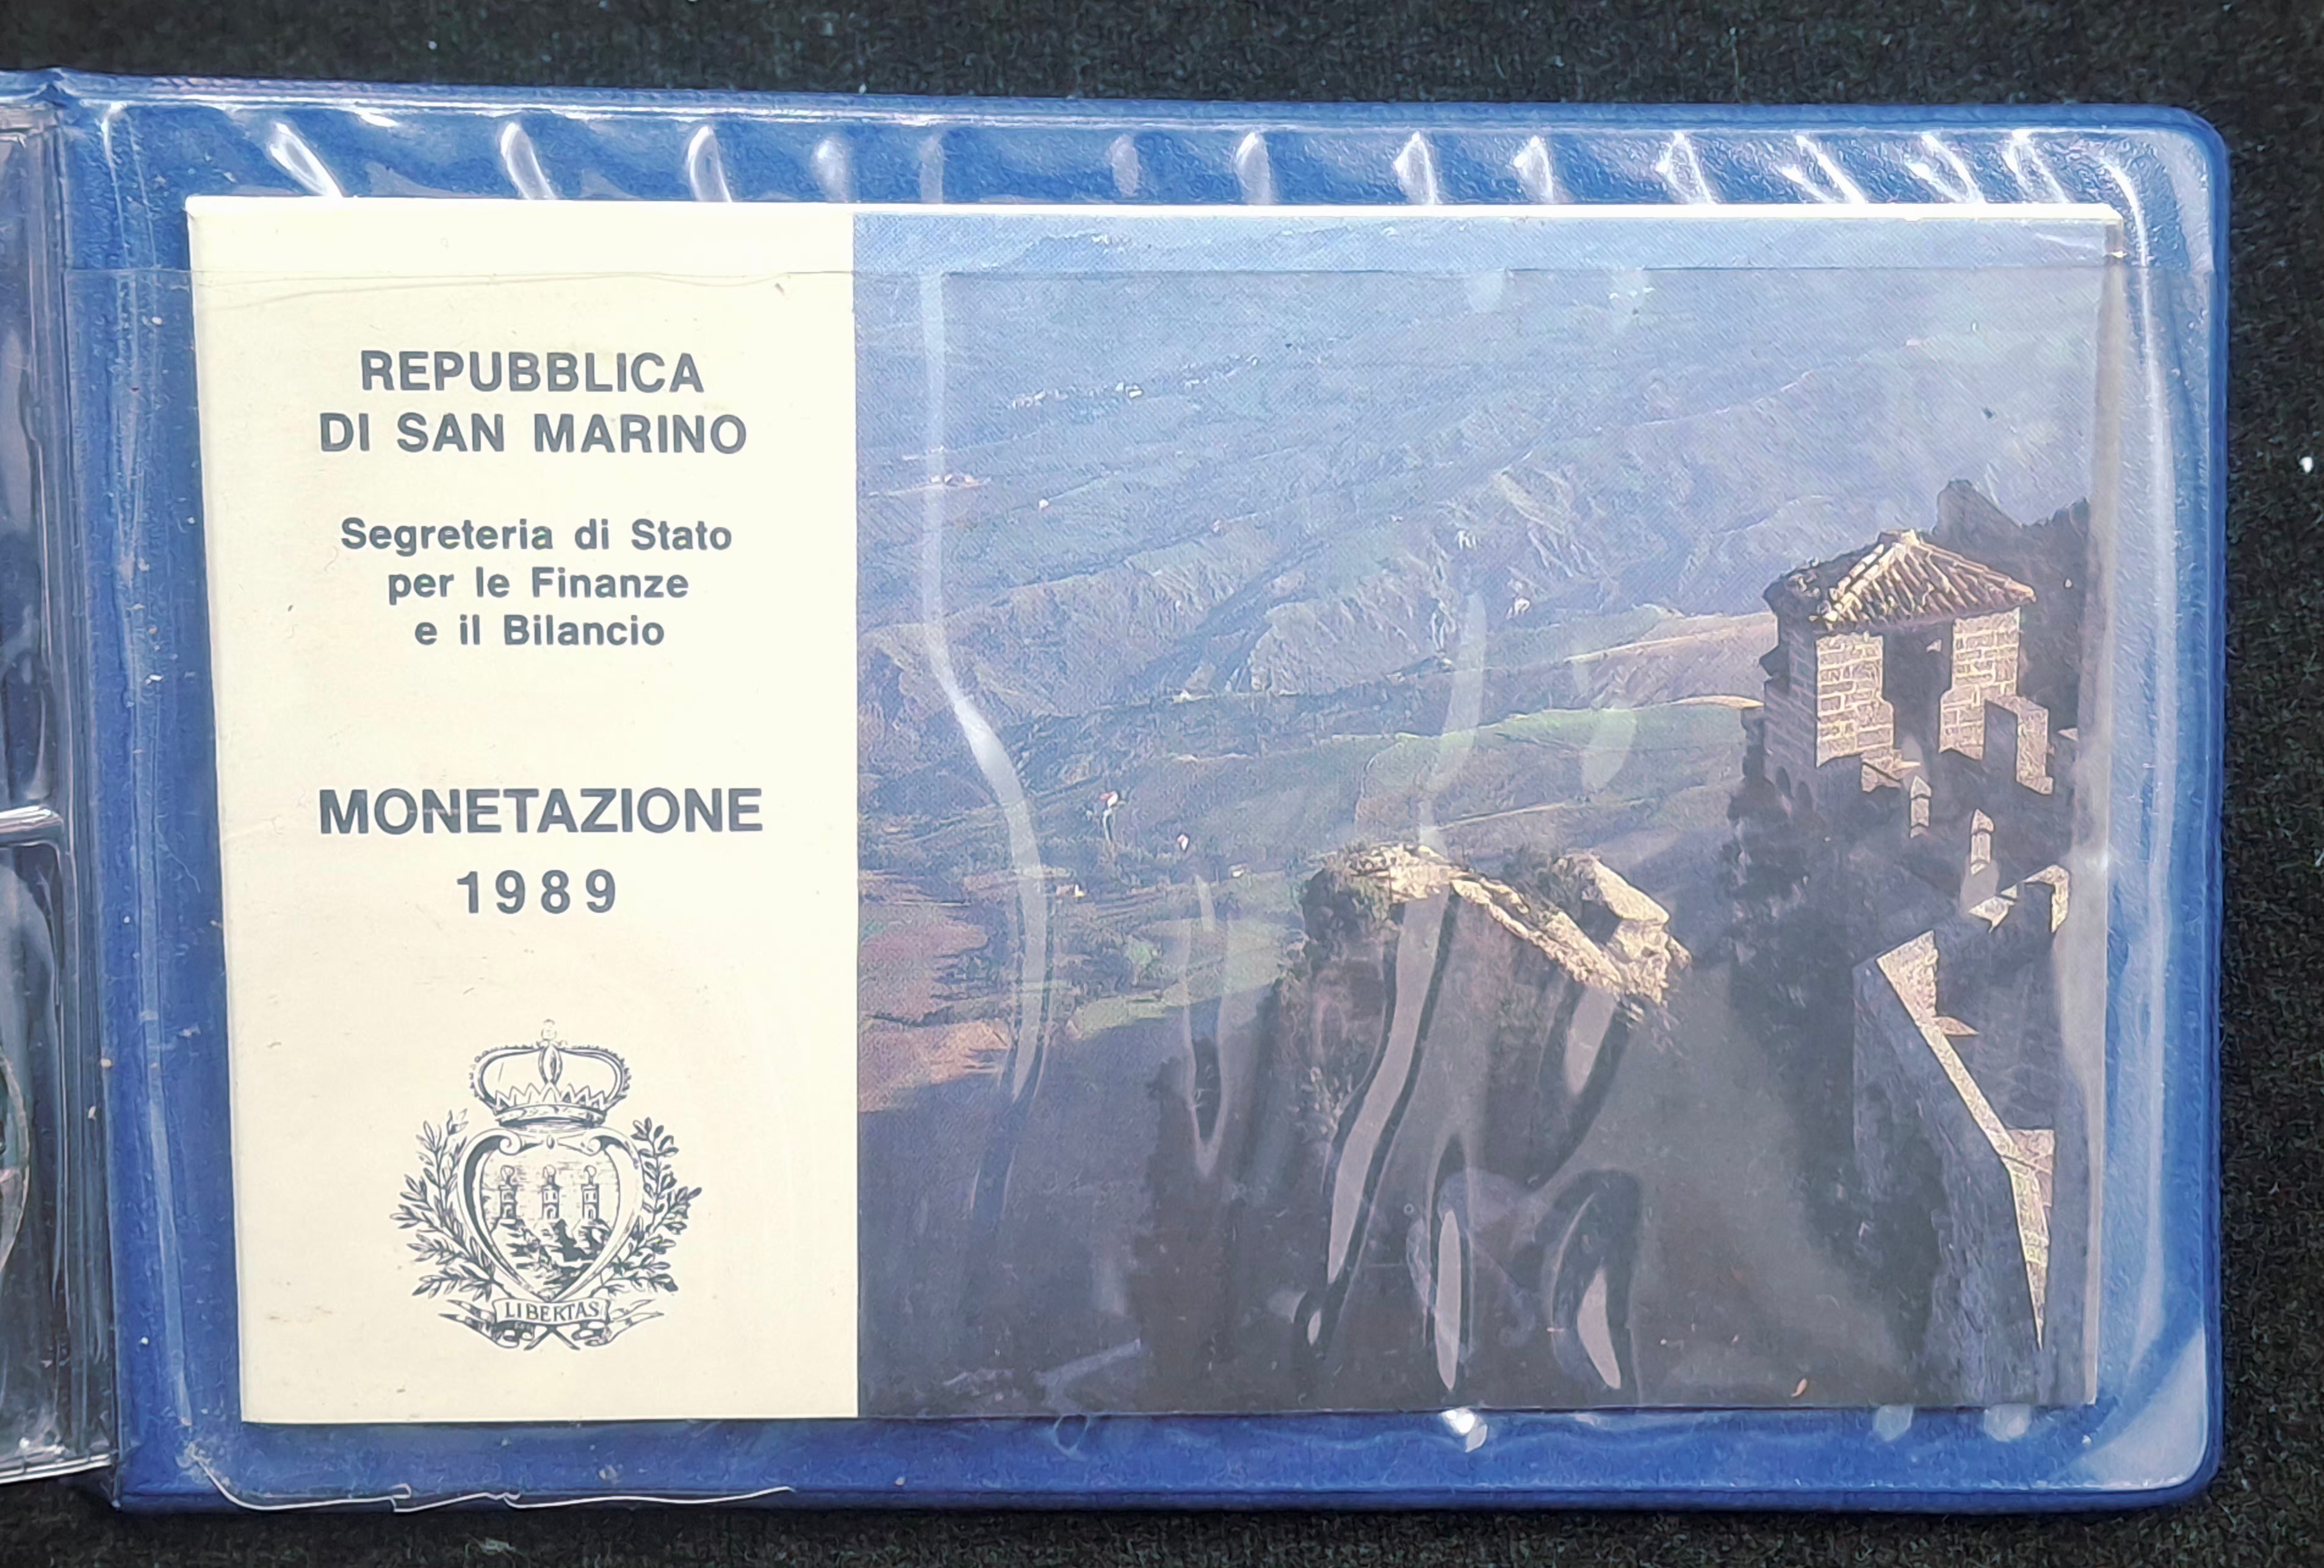 REPUBBLICA
DI SAN MARINO
Segreteria di Stato
per le Finanze
e il Bilancio
MONETAZIONE
1989
LIBERTAS